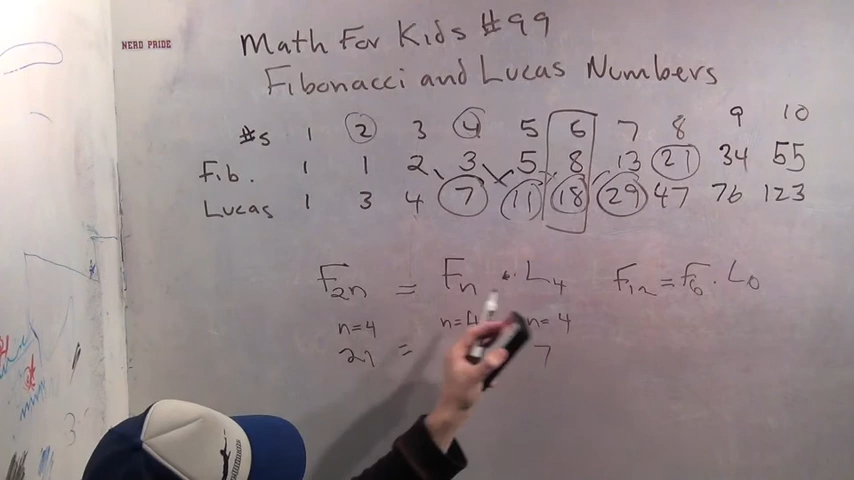 Math For Kids #99
NERD PRIDE
Fibonacci and Lucas Numbers
#s 1 2 3 4 5 6 7 8 9 10
Fib. 1 1 2 3 5 8 13 21 34 55
Lucas 1 3 4 7 11 18 29 47 76 123
F2n = Fn · L4 F12 = F6 · L6
n=4 n=4 n=4
21 = 7